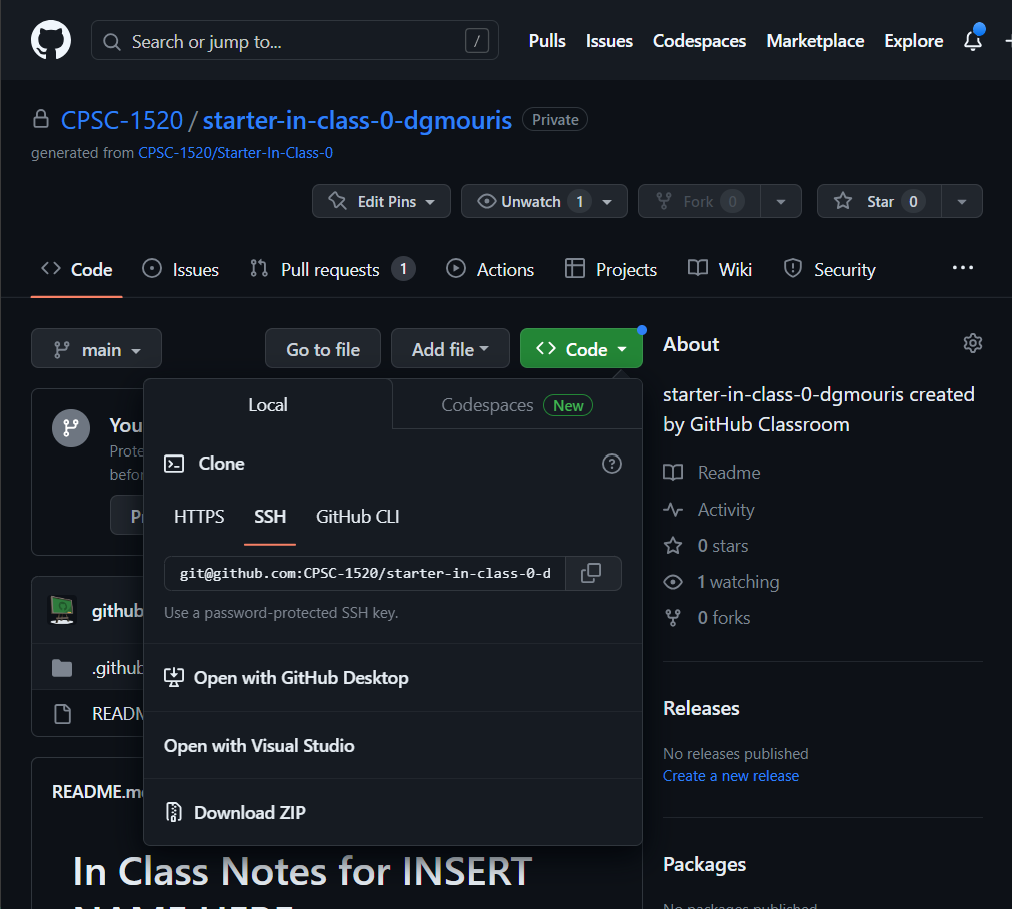 Search or jump to... / Pulls Issues Codespaces Marketplace Explore
CPSC-1520 / starter-in-class-0-dgmouris Private
generated from CPSC-1520/Starter-In-Class-0
Edit Pins Unwatch 1 Fork 0 Star 0
Code Issues Pull requests 1 Actions Projects Wiki Security ...
main Go to file Add file Code About
Local Codespaces New
starter-in-class-0-dgmouris created
by GitHub Classroom
You
Prote
befor
Clone
Readme
HTTPS SSH GitHub CLI
Activity
0 stars
git@github.com:CPSC-1520/starter-in-class-0-d
1 watching
Use a password-protected SSH key.
0 forks
github
.github
Open with GitHub Desktop
READM
Releases
Open with Visual Studio
No releases published
Create a new release
README.m
Download ZIP
In Class Notes for INSERT
NAME HERE
Packages
No packages published